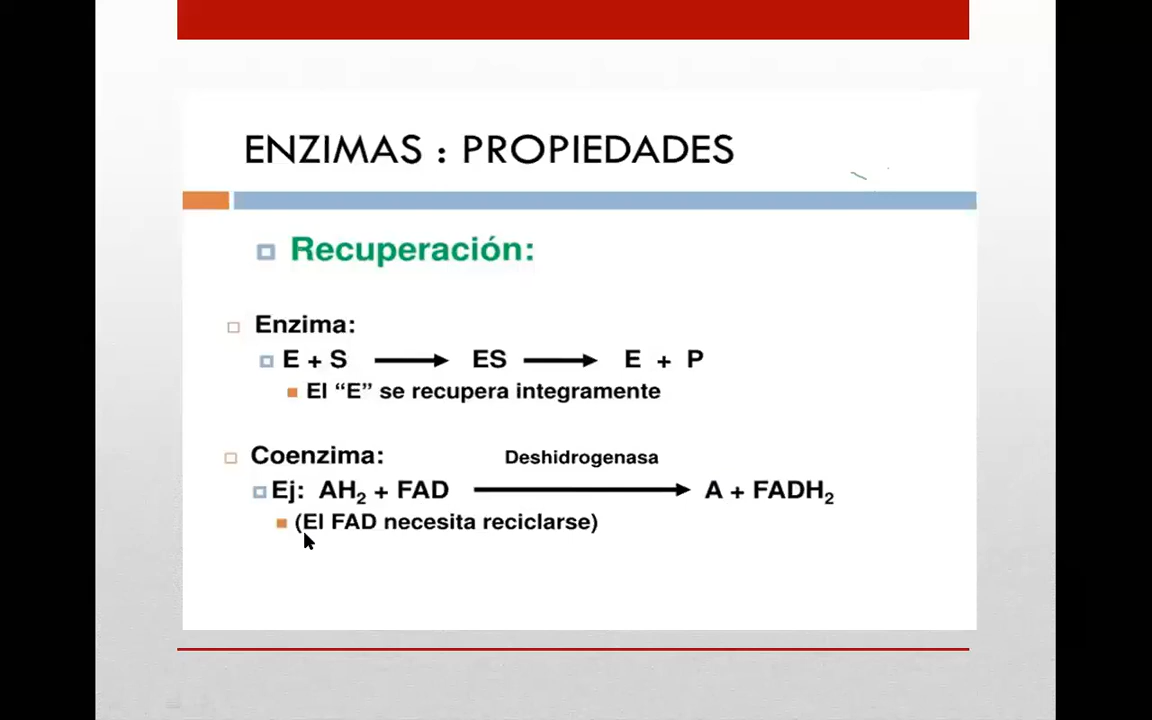 ENZIMAS : PROPIEDADES
Recuperación:
Enzima:
E + S ⟶ ES ⟶ E + P
El “E” se recupera integramente
Coenzima:
Deshidrogenasa
Ej: AH₂ + FAD ⟶ A + FADH₂
(El FAD necesita reciclarse)